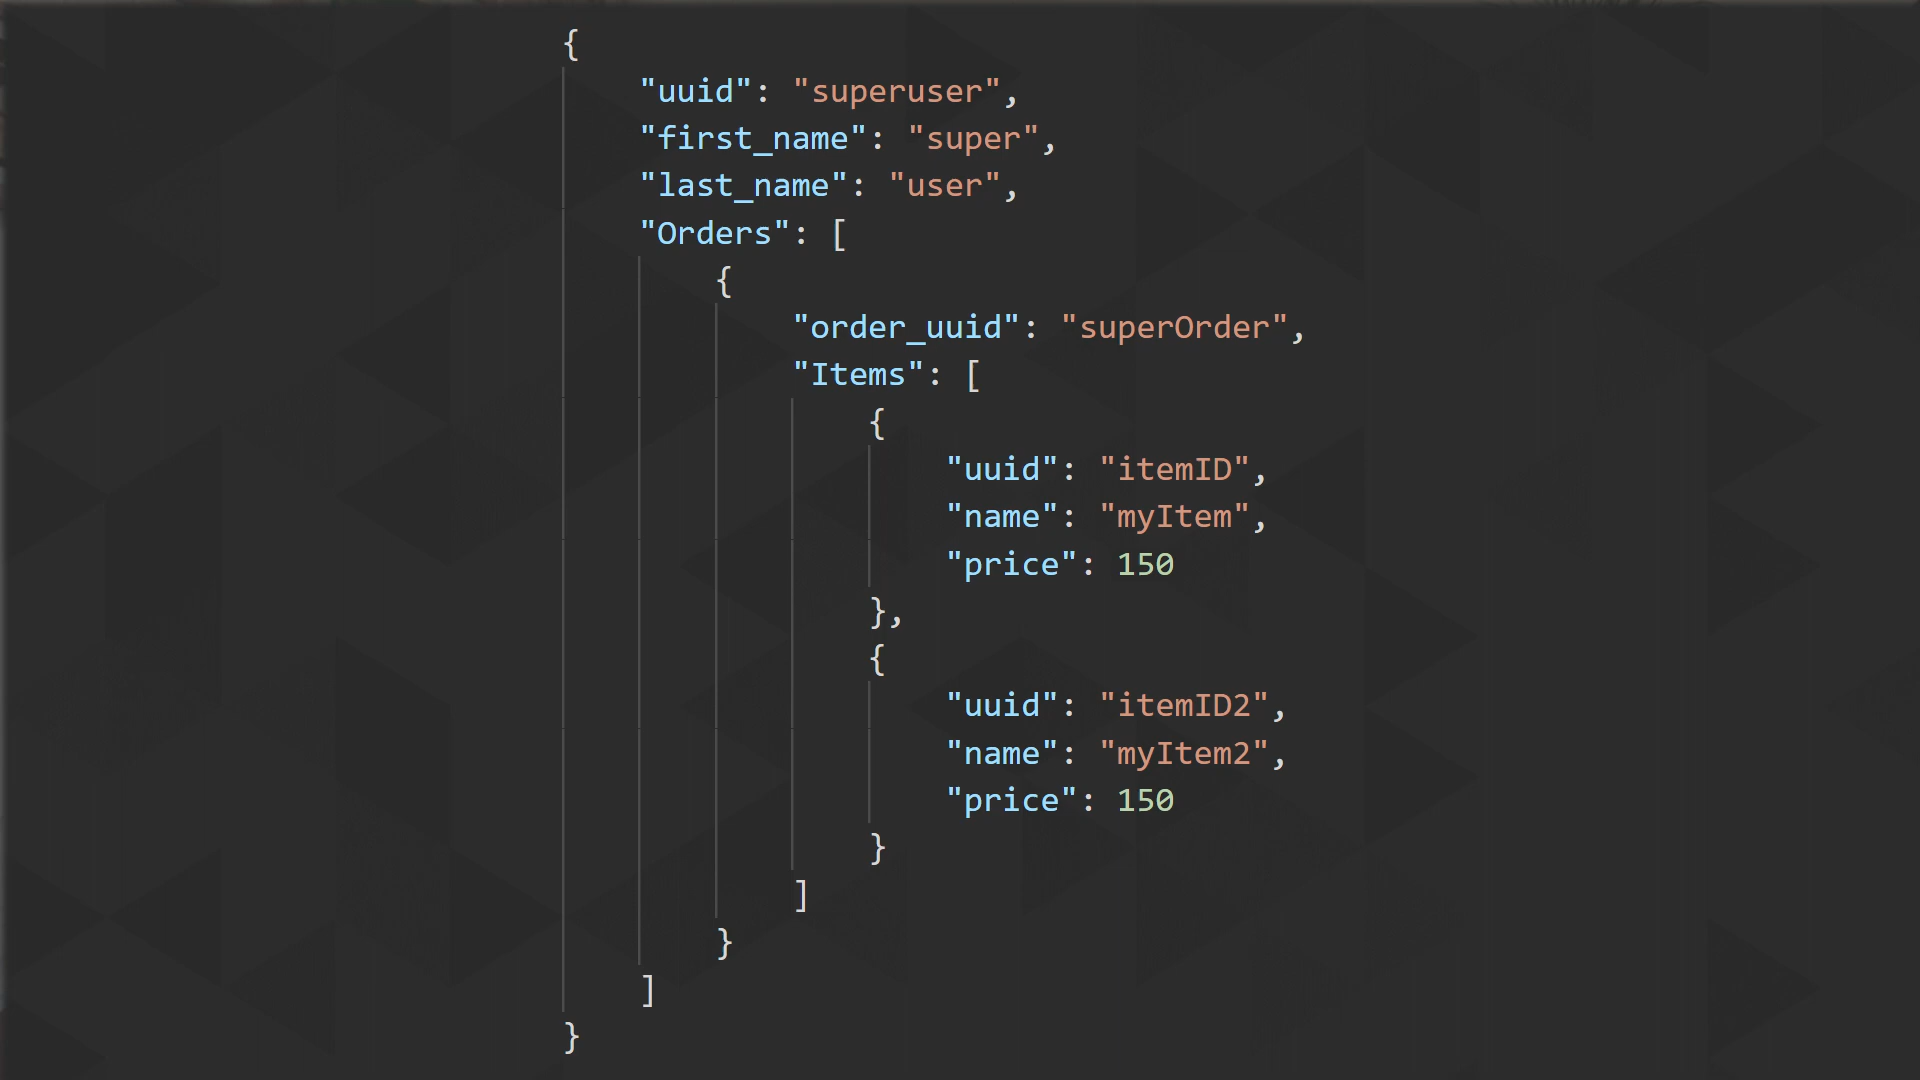 {
"uuid": "superuser",
"first_name": "super",
"last_name": "user",
"Orders": [
{
"order_uuid": "superOrder",
"Items": [
{
"uuid": "itemID",
"name": "myItem",
"price": 150
},
{
"uuid": "itemID2",
"name": "myItem2",
"price": 150
}
]
}
]
}